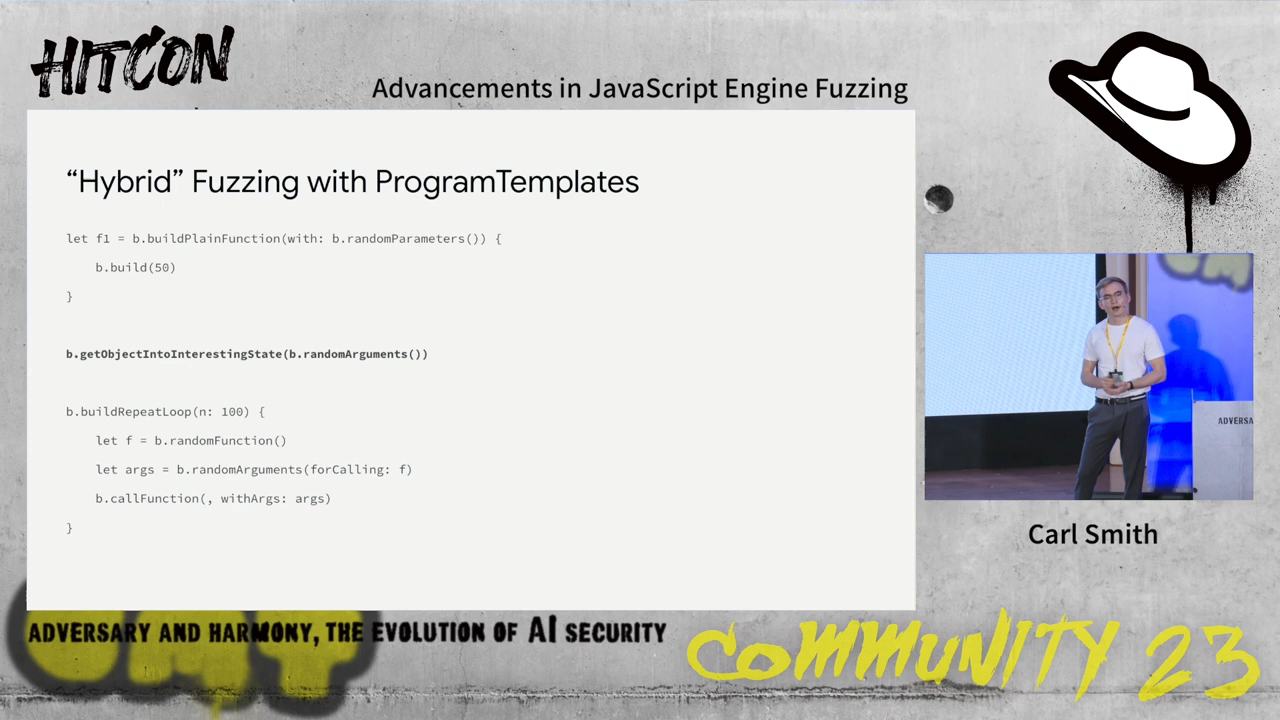 HITCON
Advancements in JavaScript Engine Fuzzing
“Hybrid” Fuzzing with ProgramTemplates
let f1 = b.buildPlainFunction(with: b.randomParameters()) {
b.build(50)
}
b.getObjectIntoInterestingState(b.randomArguments())
b.buildRepeatLoop(n: 100) {
let f = b.randomFunction()
let args = b.randomArguments(forCalling: f)
b.callFunction(, withArgs: args)
}
ADVERSA
Carl Smith
ADVERSARY AND HARMONY, THE EVOLUTION OF AI SECURITY
COMMUNITY 23